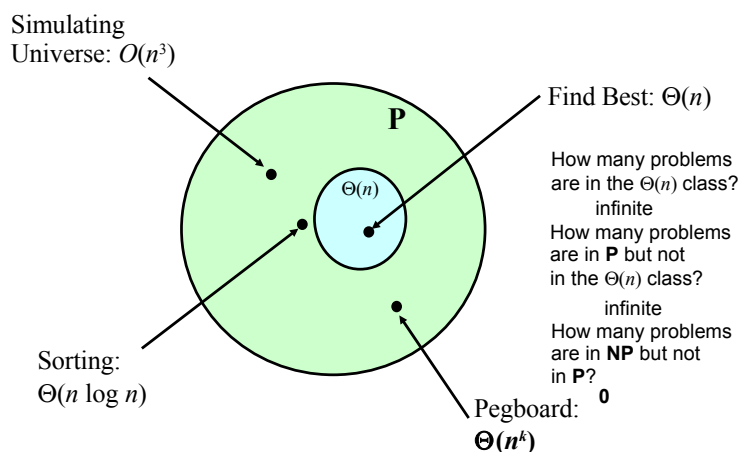 Simulating
Universe: O(n³)
P
Find Best: Θ(n)
How many problems
are in the Θ(n) class?
infinite
How many problems
are in P but not
in the Θ(n) class?
infinite
How many problems
are in NP but not
in P?
0
Θ(n)
Sorting:
Θ(n log n)
Pegboard:
Θ(nᵏ)